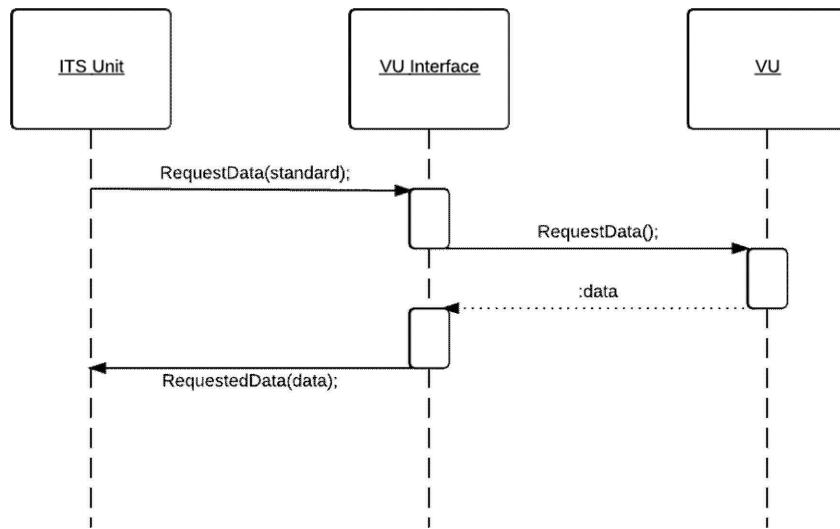 ITS Unit
VU Interface
VU
RequestData(standard);
RequestData();
:data
RequestedData(data);